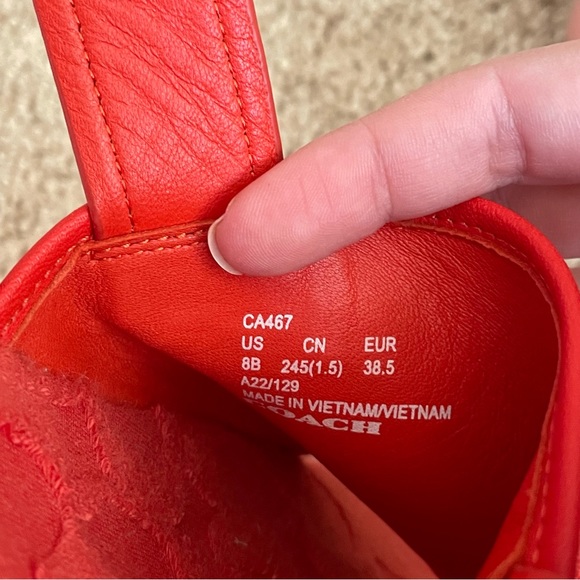 CA467
US CN EUR
8B 245(1.5) 38.5
A22/129
MADE IN VIETNAM/VIETNAM
COACH